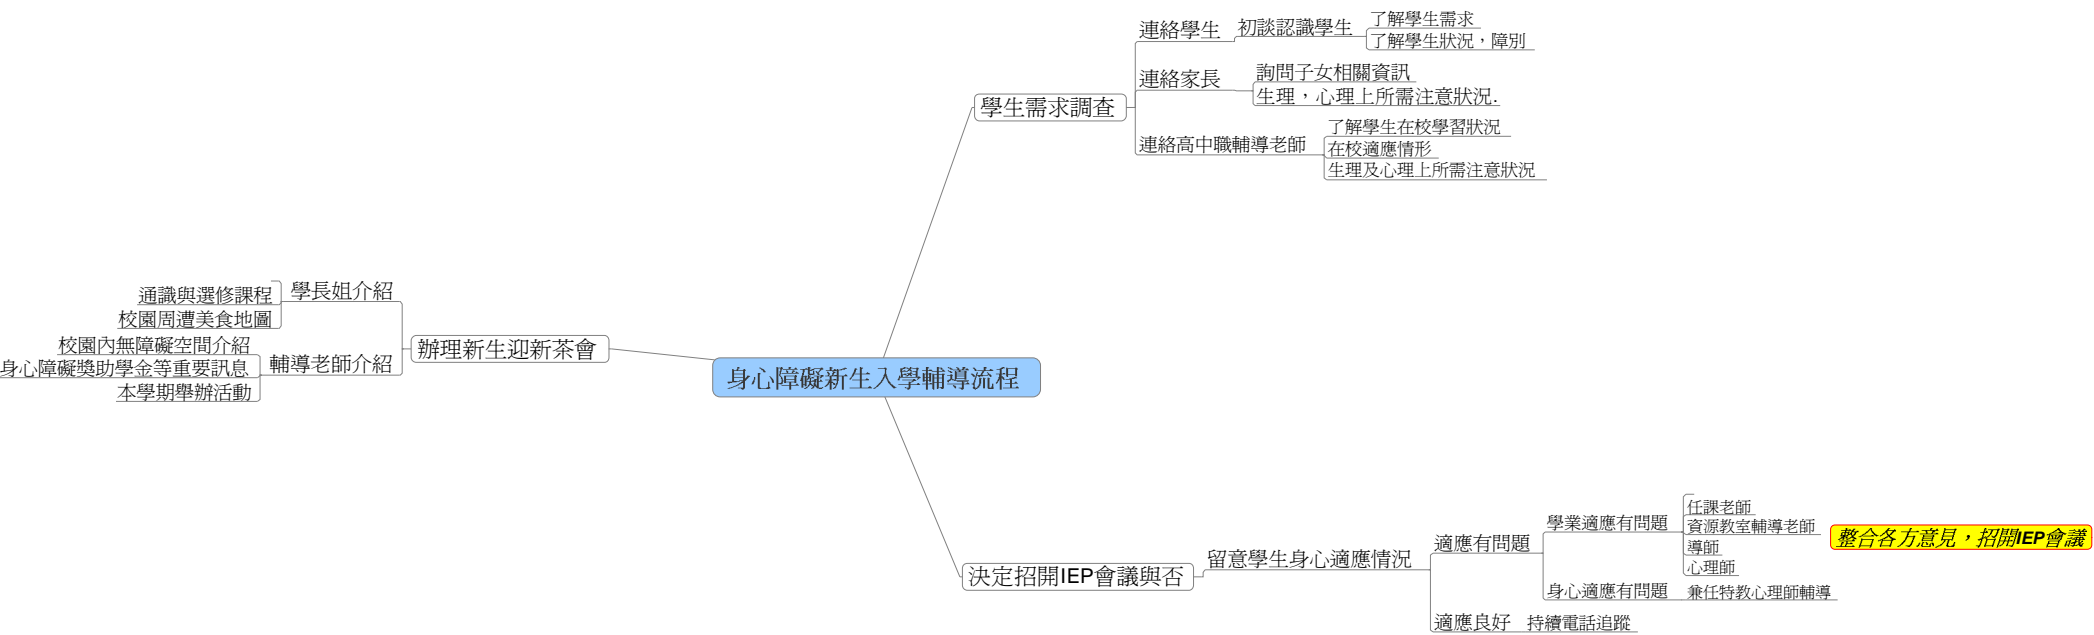 身心障礙新生入學輔導流程
學生需求調查
連絡學生
初談認識學生
了解學生需求
了解學生狀況，障別
連絡家長
詢問子女相關資訊
生理，心理上所需注意狀況.
連絡高中職輔導老師
了解學生在校學習狀況
在校適應情形
生理及心理上所需注意狀況
辦理新生迎新茶會
學長姐介紹
通識與選修課程
校園周遭美食地圖
輔導老師介紹
校園內無障礙空間介紹
身心障礙獎助學金等重要訊息
本學期舉辦活動
決定招開IEP會議與否
留意學生身心適應情況
適應有問題
學業適應有問題
任課老師
資源教室輔導老師
導師
心理師
整合各方意見，招開IEP會議
身心適應有問題
兼任特教心理師輔導
適應良好
持續電話追蹤